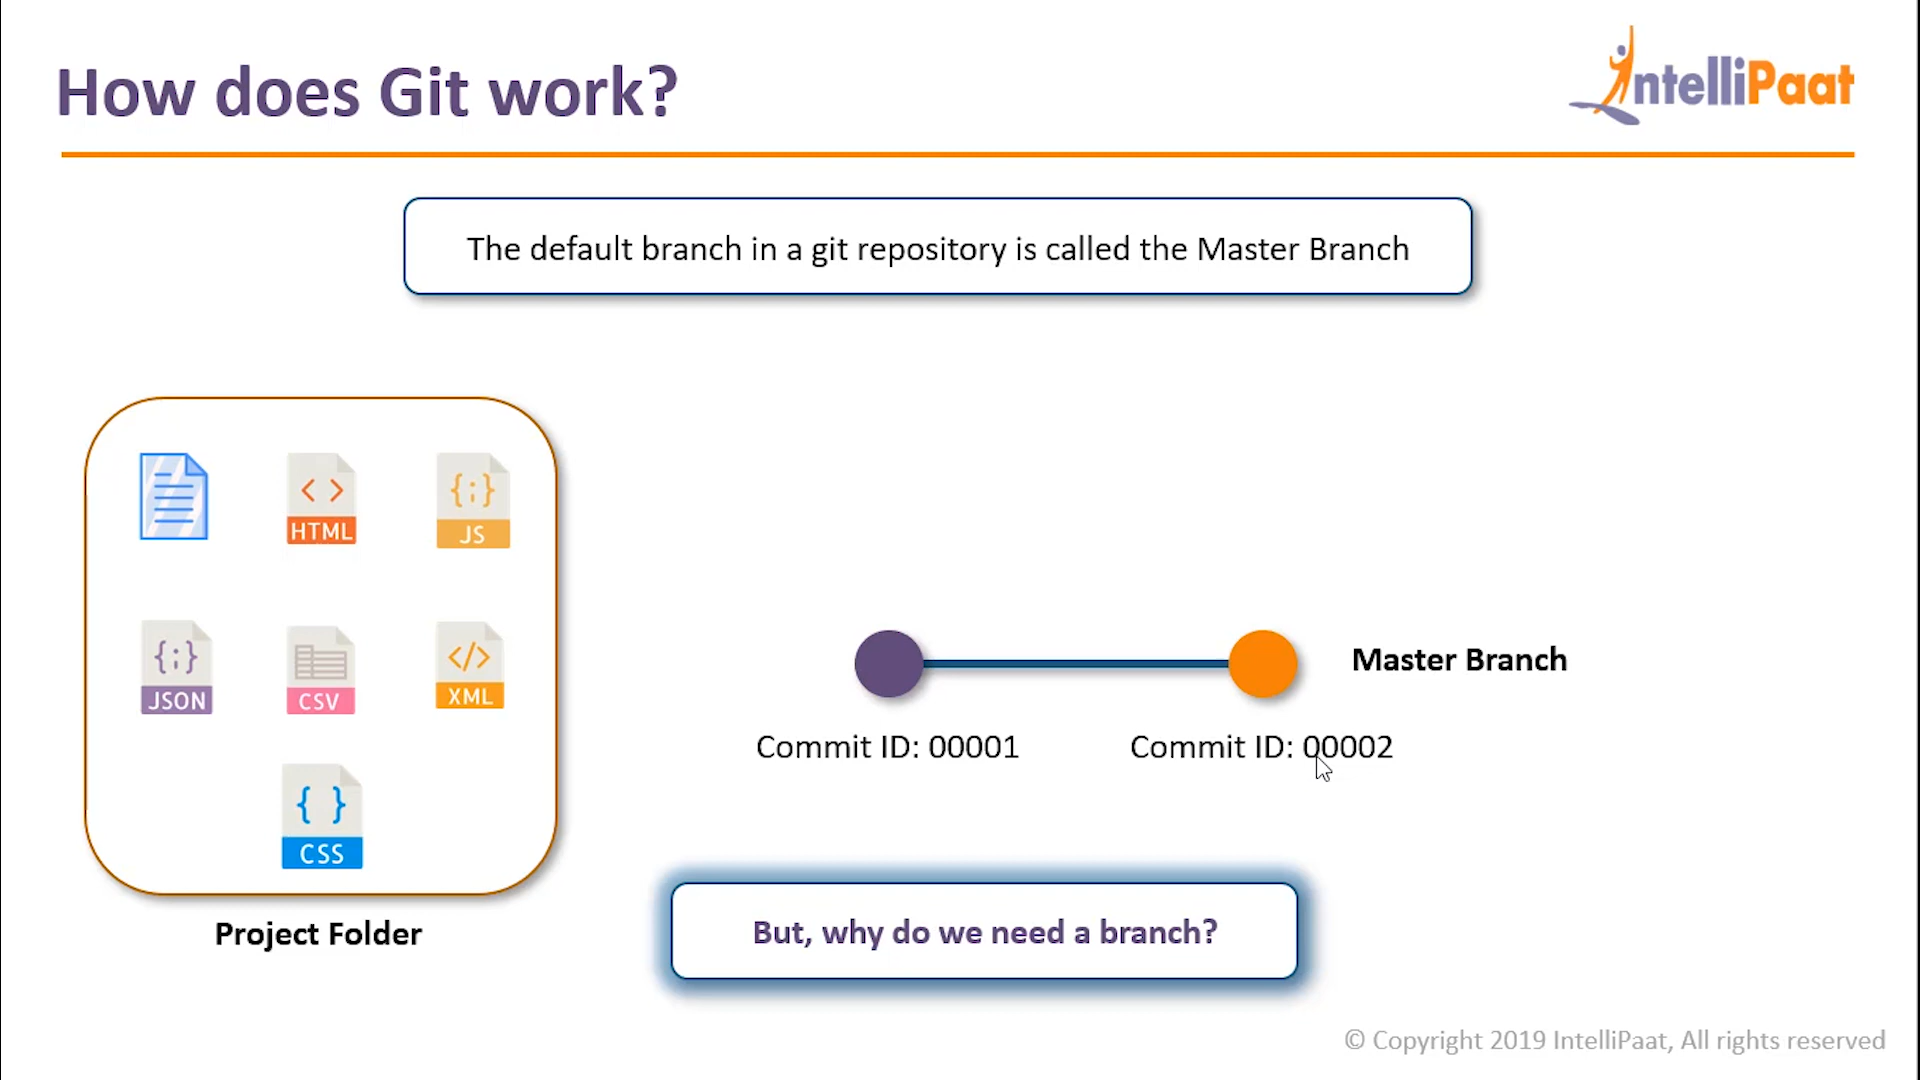 How does Git work?
IntelliPaat
The default branch in a git repository is called the Master Branch
< >
HTML
{;}
JS
{;}
JSON
CSV
</>
XML
{ }
CSS
Project Folder
Master Branch
Commit ID: 00001
Commit ID: 00002
But, why do we need a branch?
© Copyright 2019 IntelliPaat, All rights reserved